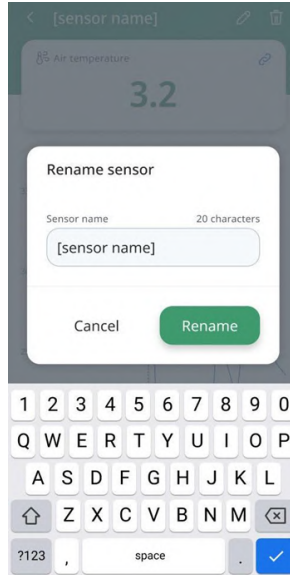 [sensor name]
Air temperature
3.2
Rename sensor
Sensor name 20 characters
[sensor name]
Cancel Rename
1 2 3 4 5 6 7 8 9 0
Q W E R T Y U I O P
A S D F G H J K L
Z X C V B N M
?123 , space .